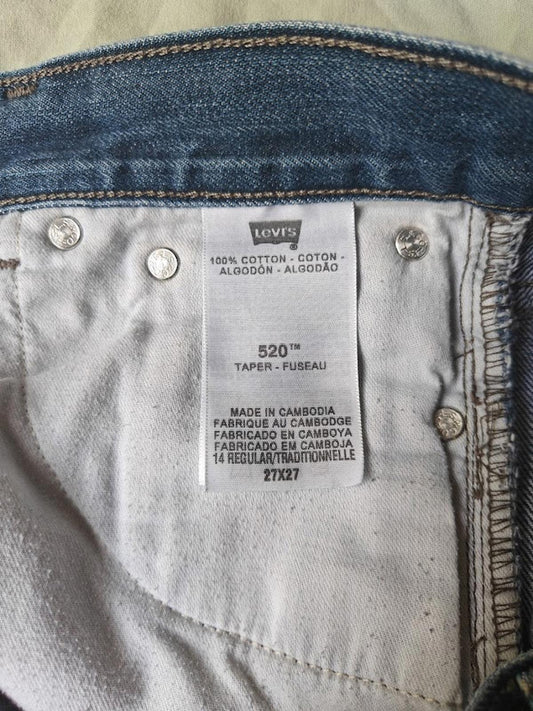 Levi's
®
100% COTTON - COTON -
ALGODÓN - ALGODÃO
520™
TAPER - FUSEAU
MADE IN CAMBODIA
FABRIQUE AU CAMBODGE
FABRICADO EN CAMBOYA
FABRICADO EM CAMBOJA
14 REGULAR/TRADITIONNELLE
27X27